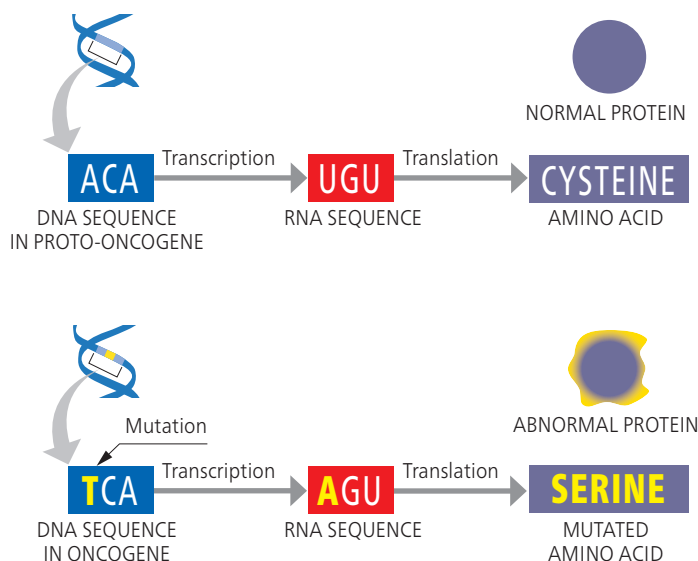 NORMAL PROTEIN
Transcription
Translation
ACA
UGU
CYSTEINE
DNA SEQUENCE
IN PROTO-ONCOGENE
RNA SEQUENCE
AMINO ACID
Mutation
ABNORMAL PROTEIN
Transcription
Translation
TCA
AGU
SERINE
DNA SEQUENCE
IN ONCOGENE
RNA SEQUENCE
MUTATED
AMINO ACID